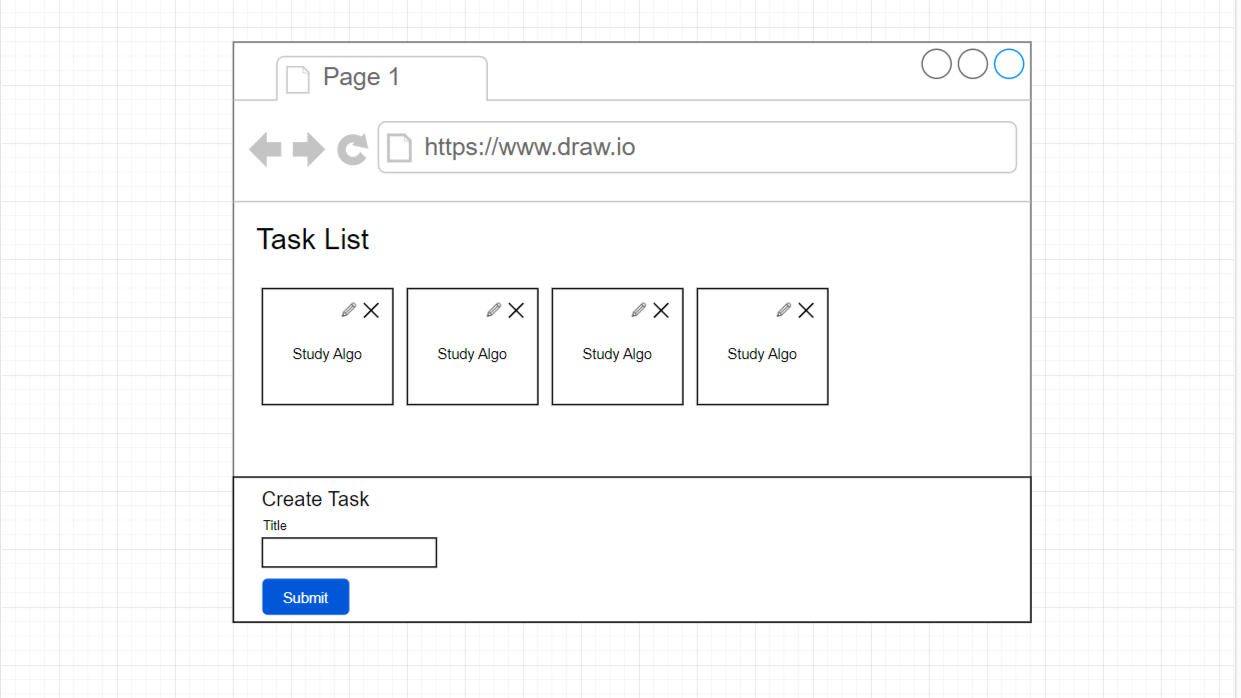 Page 1
https://www.draw.io
Task List
Study Algo
Study Algo
Study Algo
Study Algo
Create Task
Title
Submit